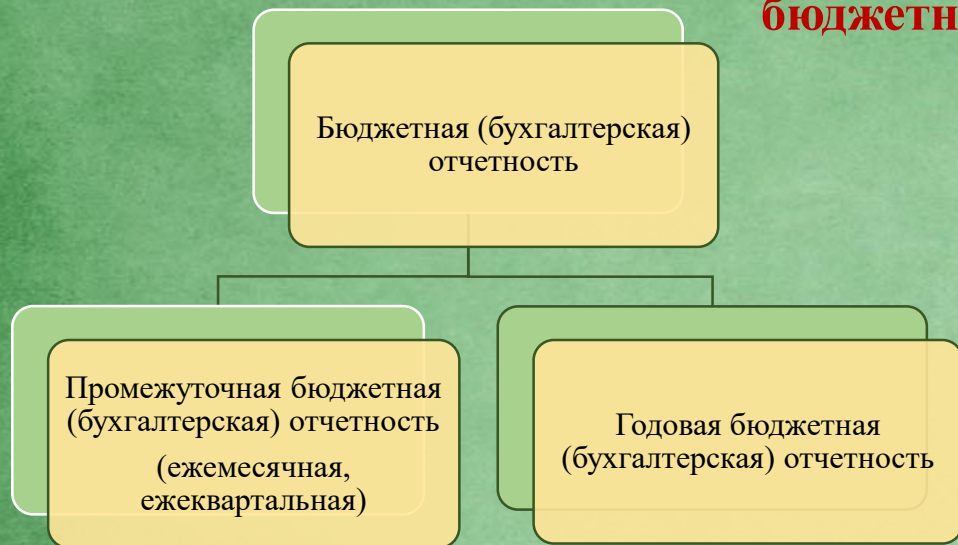 бюджетн
Бюджетная (бухгалтерская)
отчетность
Промежуточная бюджетная
(бухгалтерская) отчетность
(ежемесячная,
ежеквартальная)
Годовая бюджетная
(бухгалтерская) отчетность